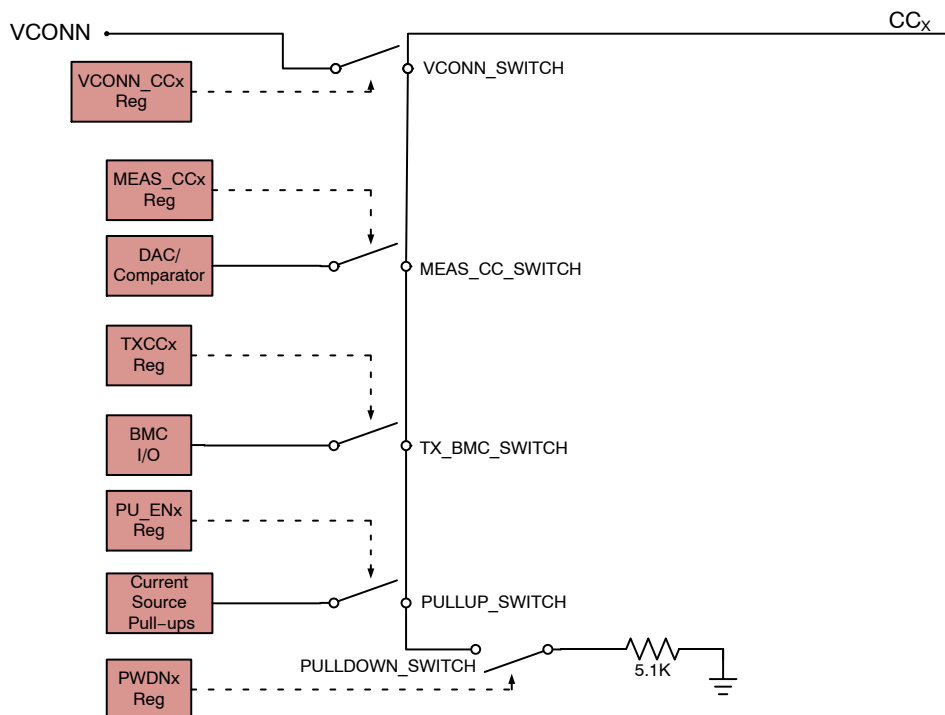 VCONN
CCX
VCONN_CCx
Reg
VCONN_SWITCH
MEAS_CCx
Reg
DAC/
Comparator
MEAS_CC_SWITCH
TXCCx
Reg
BMC
I/O
TX_BMC_SWITCH
PU_ENx
Reg
Current
Source
Pull−ups
PULLUP_SWITCH
PULLDOWN_SWITCH
5.1K
PWDNx
Reg